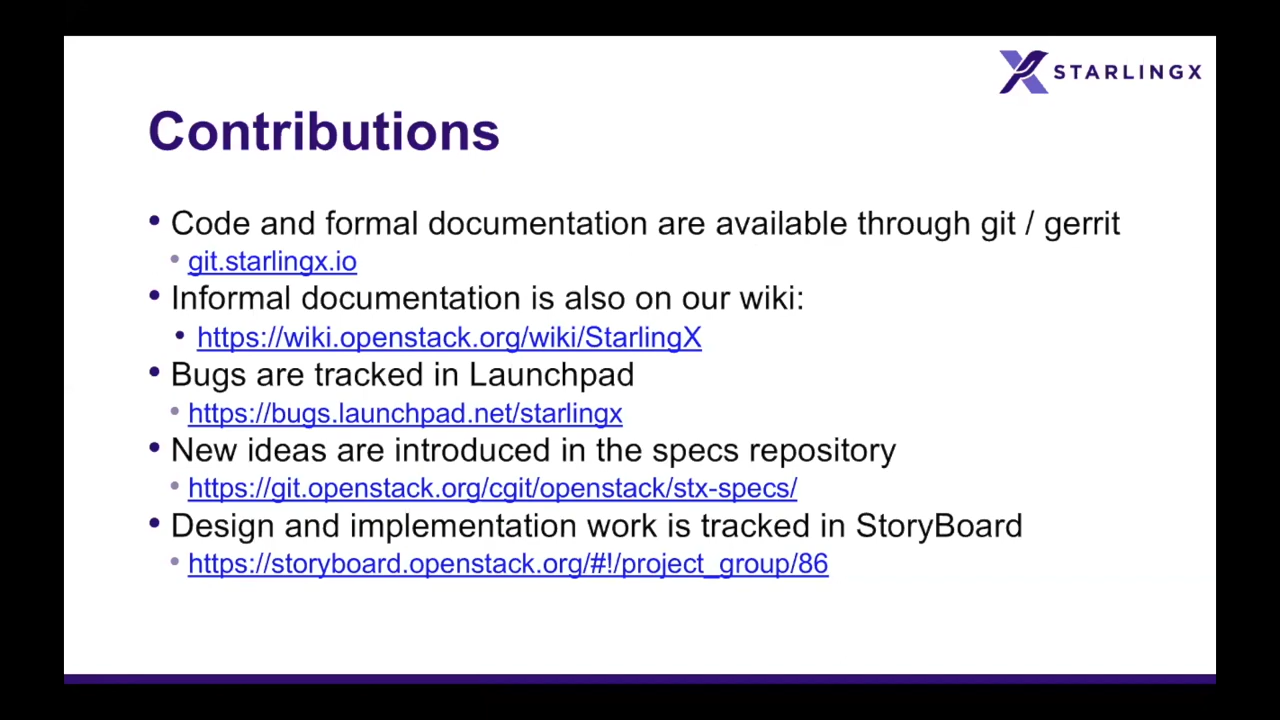 STARLINGX
Contributions
• Code and formal documentation are available through git / gerrit
• git.starlingx.io
• Informal documentation is also on our wiki:
• https://wiki.openstack.org/wiki/StarlingX
• Bugs are tracked in Launchpad
• https://bugs.launchpad.net/starlingx
• New ideas are introduced in the specs repository
• https://git.openstack.org/cgit/openstack/stx-specs/
• Design and implementation work is tracked in StoryBoard
• https://storyboard.openstack.org/#!/project_group/86